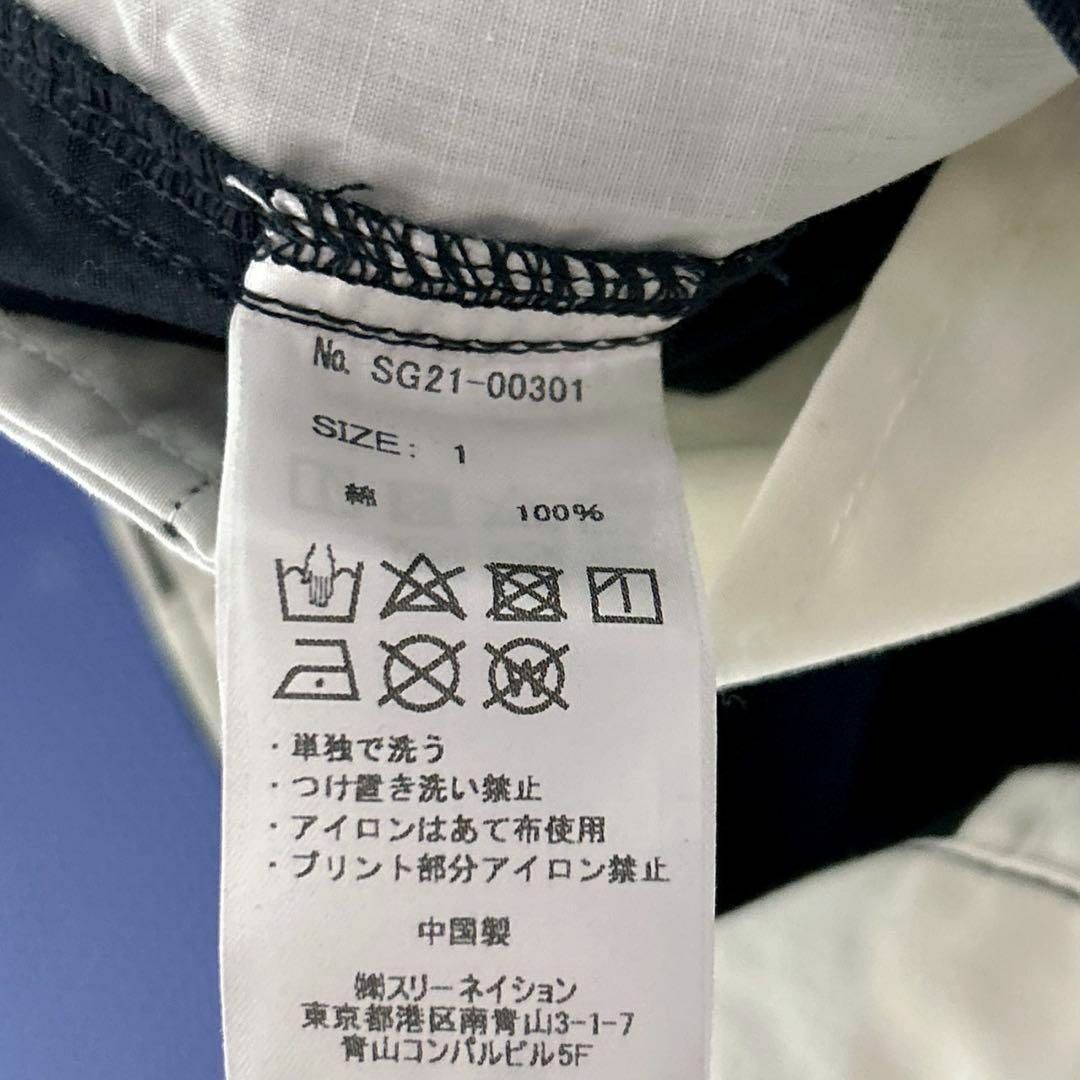 No. SG21-00301
SIZE: 1
綿 100%
・単独で洗う
・つけ置き洗い禁止
・アイロンはあて布使用
・プリント部分アイロン禁止
中国製
㈱スリーネイション
東京都港区南青山3-1-7
青山コンパルビル5F